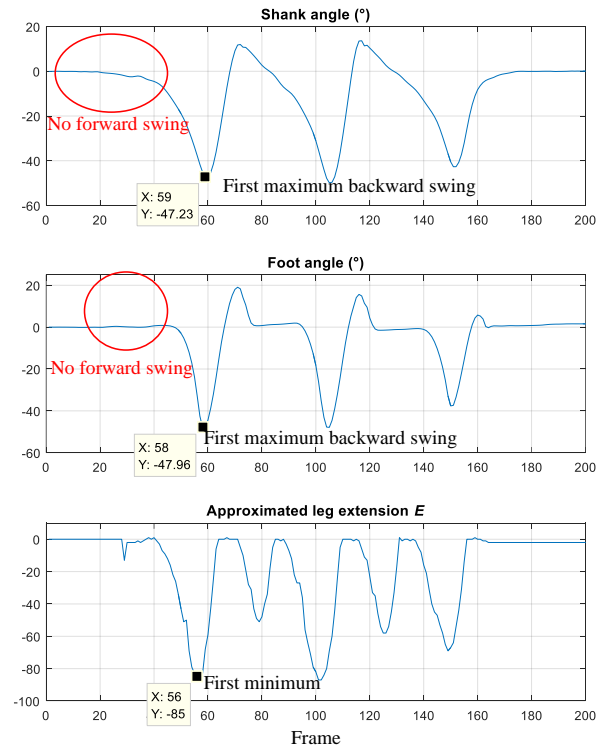 Shank angle (°)
20
0
-20
-40
-60
No forward swing
First maximum backward swing
X: 59
Y: -47.23
0 20 40 60 80 100 120 140 160 180 200
Foot angle (°)
20
0
-20
-40
-60
No forward swing
First maximum backward swing
X: 58
Y: -47.96
0 20 40 60 80 100 120 140 160 180 200
Approximated leg extension E
0
-20
-40
-60
-80
-100
First minimum
X: 56
Y: -85
0 20 40 60 80 100 120 140 160 180 200
Frame